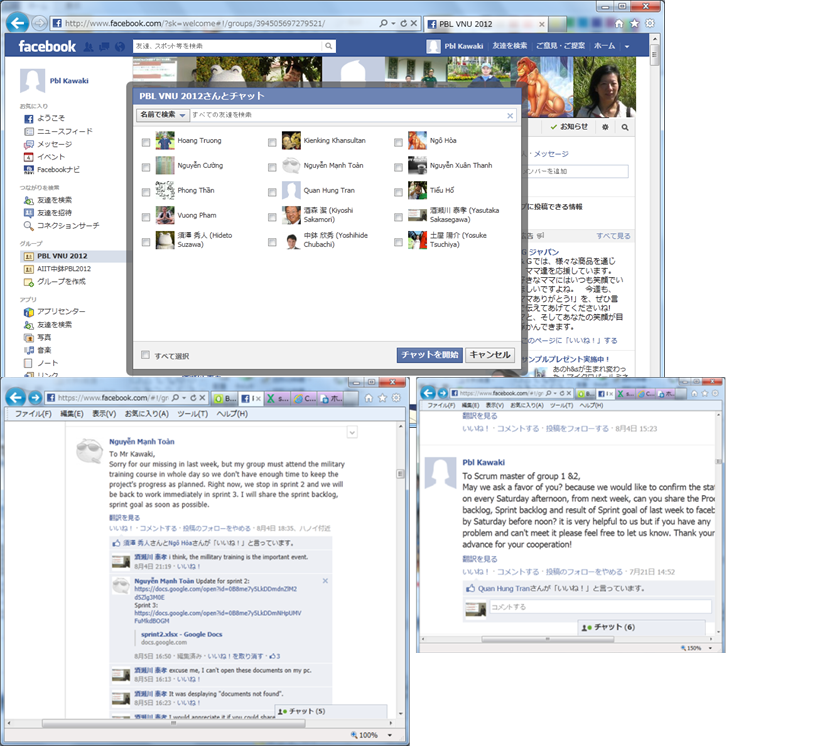 http://www.facebook.com/?sk=welcome#!/groups/394505697279521/
PBL VNU 2012
facebook
友達、スポット等を検索
Pbl Kawaki 友達を検索 ご意見・ご提案 ホーム
Pbl Kawaki
お気に入り
ようこそ
ニュースフィード
メッセージ
イベント
Facebookナビ
つながりを検索
友達を検索
友達を招待
コネクションサーチ
グループ
PBL VNU 2012
AIIT中鉢PBL2012
グループを作成
アプリ
アプリセンター
友達を検索
写真
音楽
ノート
リンク
PBL VNU 2012さんとチャット
名前で検索 すべての友達を検索
Hoang Truong
Kienking Khansultan
Ngô Hòa
Nguyễn Cường
Nguyễn Mạnh Toàn
Nguyễn Xuân Thanh
Phong Thần
Quan Hung Tran
Tiểu Hổ
Vuong Pham
酒森 潔 (Kiyoshi Sakamori)
酒瀬川 泰孝 (Yasutaka Sakasegawa)
須澤 秀人 (Hideto Suzawa)
中鉢 欣秀 (Yoshihide Chubachi)
土屋 陽介 (Yosuke Tsuchiya)
すべて選択
チャットを開始 キャンセル
お知らせ
・メッセージ
ンバーを追加
プに投稿できる情報
すべて見る
ジャパン
Gでは、様々な商品を通じ
ママ達を応援しています。
ママありがとう!」を、ぜひ言
で伝えてあげてくださいね!
と、そしてあなたの笑顔が目
かんできます。
このページに「いいね!」する
サンプルプレゼント実施中!
あのh&sが生まれ変わっ
https://www.facebook.com/#!/gr
ファイル(F) 編集(E) 表示(V) お気に入り(A) ツール(T) ヘルプ(H)
Nguyễn Mạnh Toàn
To Mr Kawaki,
Sorry for our missing in last week, but my group must attend the military
training course in whole day so we don't have enough time to keep the
project's progress as planned. Right now, we stop in sprint 2 and we will
be back to work immediately in sprint 3. I will share the sprint backlog,
sprint goal as soon as possible.
翻訳を見る
いいね!・コメントする・投稿のフォローをやめる・8月4日 18:35、ハノイ付近
須澤 秀人さんとNgô Hòaさんが「いいね!」と言っています。
酒瀬川 泰孝 i think, the military training is the important event.
8月4日 21:19・いいね!
Nguyễn Mạnh Toàn Update for sprint 2:
https://docs.google.com/open?id=0B8me7y5LkDDmdnZIM2
dSZlg3M0E
Sprint 3:
https://docs.google.com/open?id=0B8me7y5LkDDmNHpUMV
FuMkdBOGM
sprint2.xlsx - Google Docs
docs.google.com
8月5日 16:58・編集済み・いいね!を取り消す・3
酒瀬川 泰孝 excuse me, I can't open these documents on my pc.
8月5日 16:13・いいね!
酒瀬川 泰孝 It was desplaying "documents not found".
8月5日 16:23・いいね!
酒瀬川 泰孝 I would appreciate it if you could share
チャット (5)
100%
https://www.facebook.com/#!/gr
ファイル(F) 編集(E) 表示(V) お気に入り(A) ツール(T) ヘルプ(H)
翻訳を見る
いいね!・コメントする・投稿をフォローする・8月4日 15:23
Pbl Kawaki
To Scrum master of group 1 &2,
May we ask a favor of you? because we would like to confirm the sta
on every Saturday afternoon, from next week, can you share the Pro
backlog, Sprint backlog and result of Sprint goal of last week to faceb
by Saturday before noon? it is very helpful to us but if you have any
problem and can't meet it please feel free to let us know. Thank your
advance for your cooperation!
翻訳を見る
いいね!・コメントする・投稿のフォローをやめる・7月21日 14:52
Quan Hung Tranさんが「いいね!」と言っています。
コメントする
チャット (6)
150%